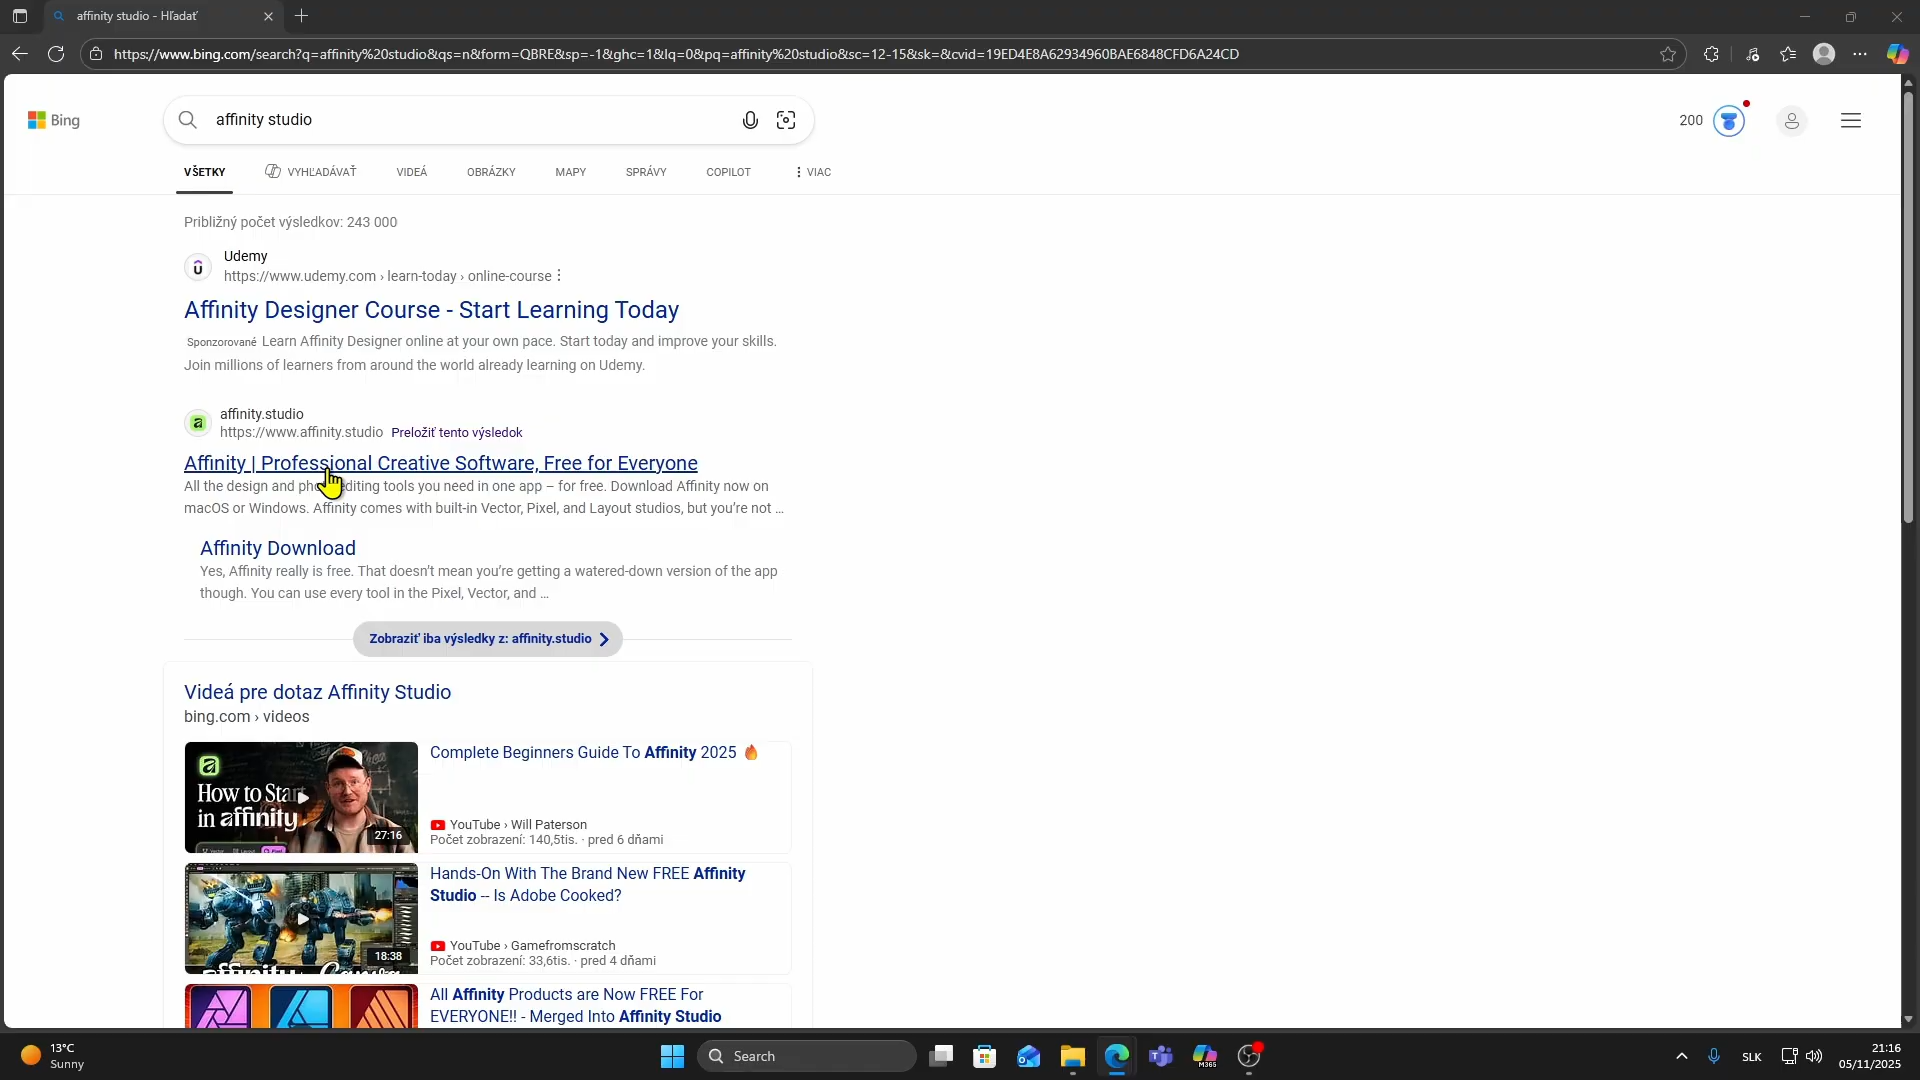 affinity studio - Hľadať
https://www.bing.com/search?q=affinity%20studio&qs=n&form=QBRE&sp=-1&ghc=1&lq=0&pq=affinity%20studio&sc=12-15&sk=&cvid=19ED4E8A62934960BAE6848CFD6A24CD
Bing
affinity studio
200
VŠETKY
VYHĽADÁVAŤ
VIDEÁ
OBRÁZKY
MAPY
SPRÁVY
COPILOT
VIAC
Približný počet výsledkov: 243 000
Udemy
https://www.udemy.com › learn-today › online-course
Affinity Designer Course - Start Learning Today
Sponzorované Learn Affinity Designer online at your own pace. Start today and improve your skills.
Join millions of learners from around the world already learning on Udemy.
affinity.studio
https://www.affinity.studio Preložiť tento výsledok
Affinity | Professional Creative Software, Free for Everyone
All the design and photo editing tools you need in one app – for free. Download Affinity now on
macOS or Windows. Affinity comes with built-in Vector, Pixel, and Layout studios, but you're not ...
Affinity Download
Yes, Affinity really is free. That doesn't mean you're getting a watered-down version of the app
though. You can use every tool in the Pixel, Vector, and ...
Zobraziť iba výsledky z: affinity.studio
Videá pre dotaz Affinity Studio
bing.com › videos
How to Start
in affinity
27:16
Complete Beginners Guide To Affinity 2025 🔥
YouTube › Will Paterson
Počet zobrazení: 140,5tis. · pred 6 dňami
18:38
Hands-On With The Brand New FREE Affinity
Studio -- Is Adobe Cooked?
YouTube › Gamefromscratch
Počet zobrazení: 33,6tis. · pred 4 dňami
All Affinity Products are Now FREE For
EVERYONE!! - Merged Into Affinity Studio
13°C
Sunny
Search
M365
SLK
21:16
05/11/2025